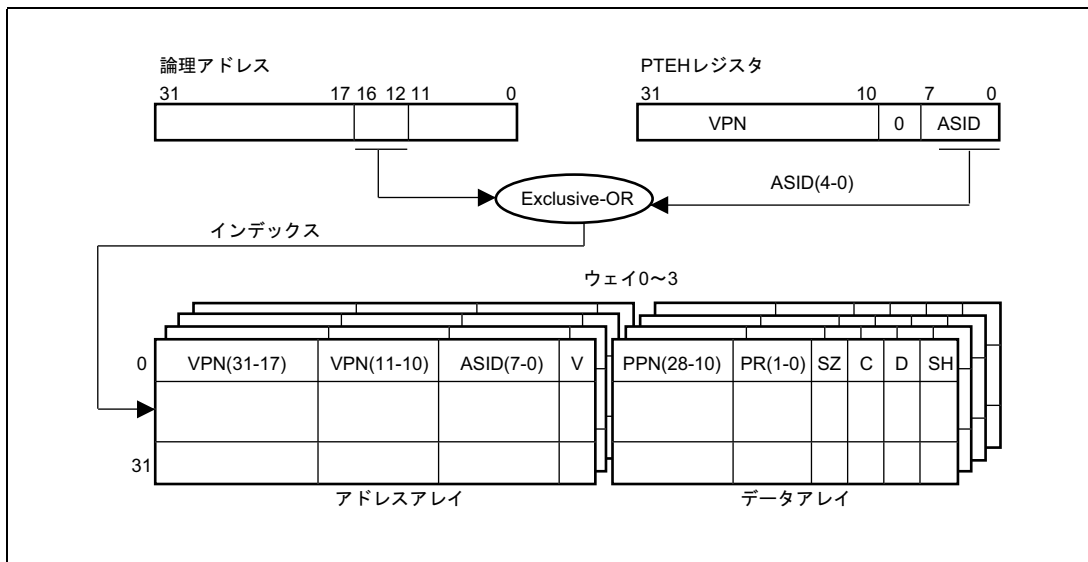 論理アドレス
31 17 16 12 11 0
PTEHレジスタ
31 10 7 0
VPN 0 ASID
Exclusive-OR
ASID(4-0)
インデックス
ウェイ0～3
0 VPN(31-17) VPN(11-10) ASID(7-0) V
PPN(28-10) PR(1-0) SZ C D SH
31
アドレスアレイ
データアレイ